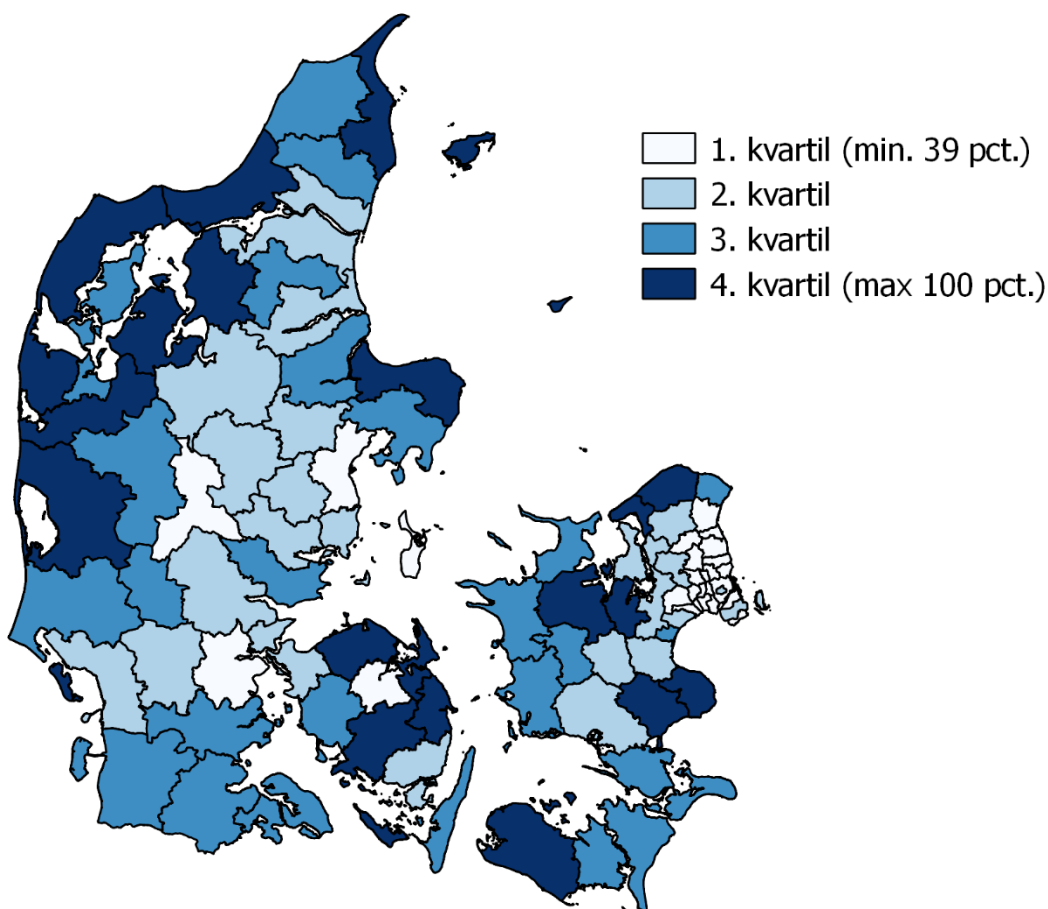 1. kvartil (min. 39 pct.)
2. kvartil
3. kvartil
4. kvartil (max 100 pct.)